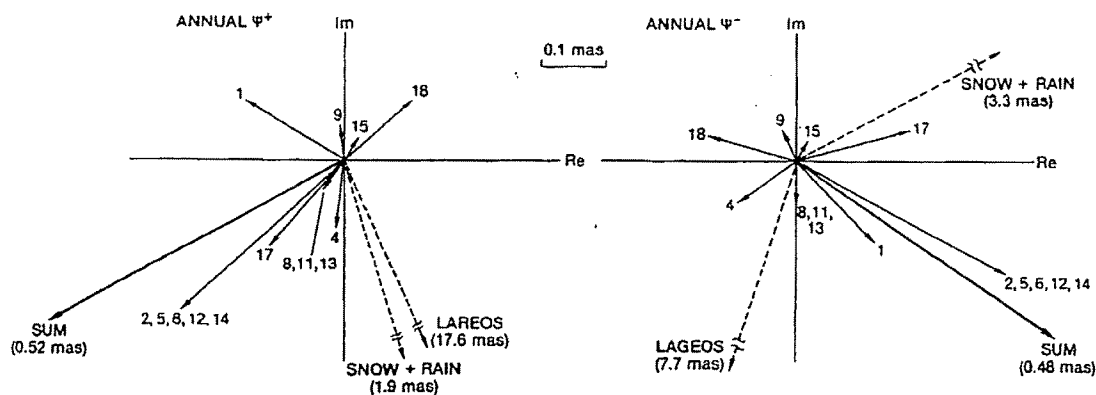 ANNUAL Ψ⁺
Im
1
9
15
18
Re
17
8,11,13
4
2, 5, 8, 12, 14
SUM
(0.52 mas)
LAREOS
(17.6 mas)
SNOW + RAIN
(1.9 mas)
0.1 mas
ANNUAL Ψ⁻
Im
SNOW + RAIN
(3.3 mas)
18
9
15
17
Re
4
8, 11,
13
1
2, 5, 6, 12, 14
LAGEOS
(7.7 mas)
SUM
(0.48 mas)